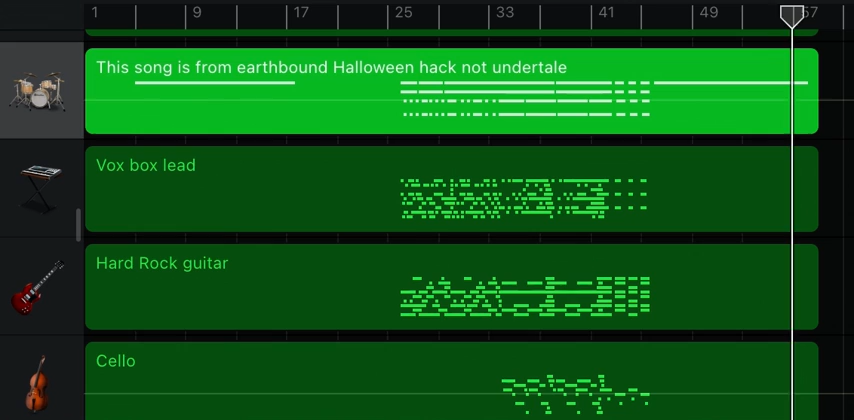 1 9 17 25 33 41 49 57
This song is from earthbound Halloween hack not undertale
Vox box lead
Hard Rock guitar
Cello